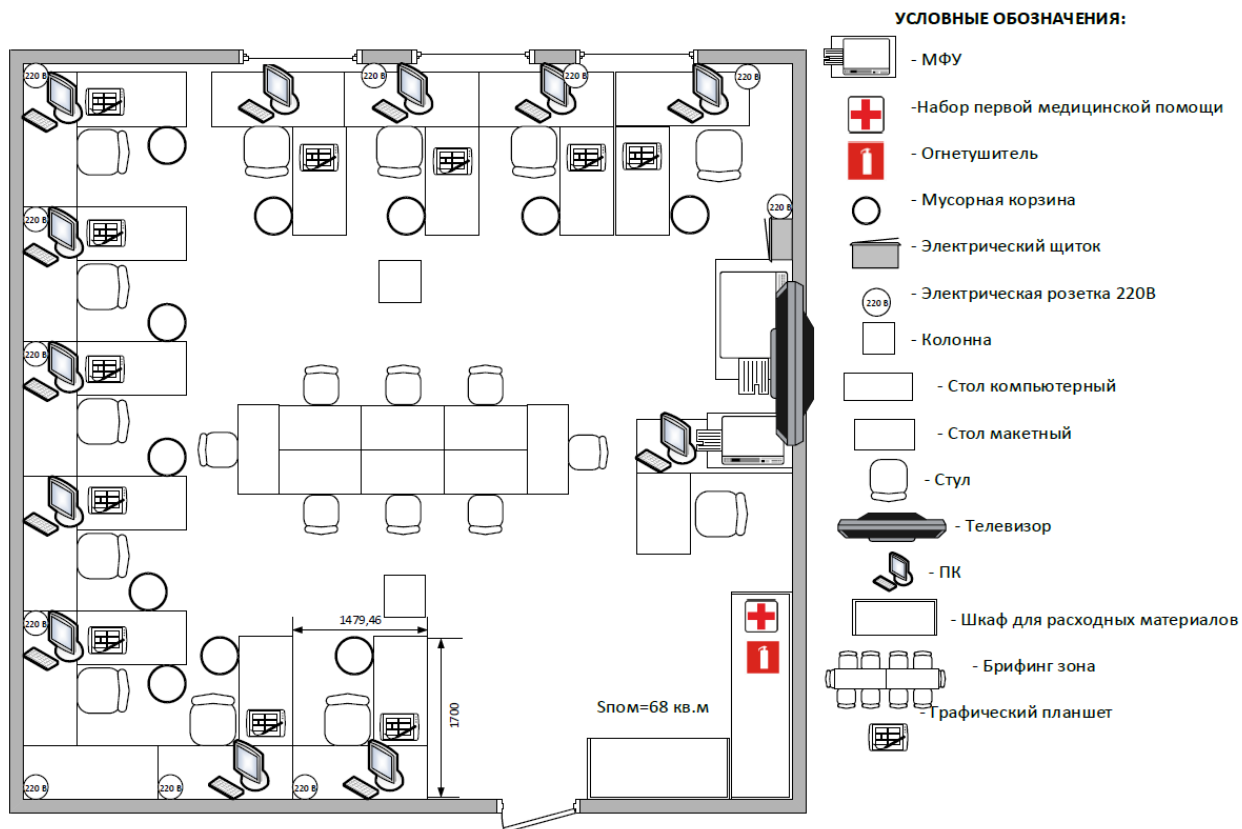 220 В
220 В
220 В
220 В
220 В
220 В
220 В
220 В
1479,46
220 В
1700
Sпом=68 кв.м
220 В
220 В
220 В
УСЛОВНЫЕ ОБОЗНАЧЕНИЯ:
- МФУ
-Набор первой медицинской помощи
- Огнетушитель
- Мусорная корзина
- Электрический щиток
220 В - Электрическая розетка 220В
- Колонна
- Стол компьютерный
- Стол макетный
- Стул
- Телевизор
- ПК
- Шкаф для расходных материалов
- Брифинг зона
- Графический планшет